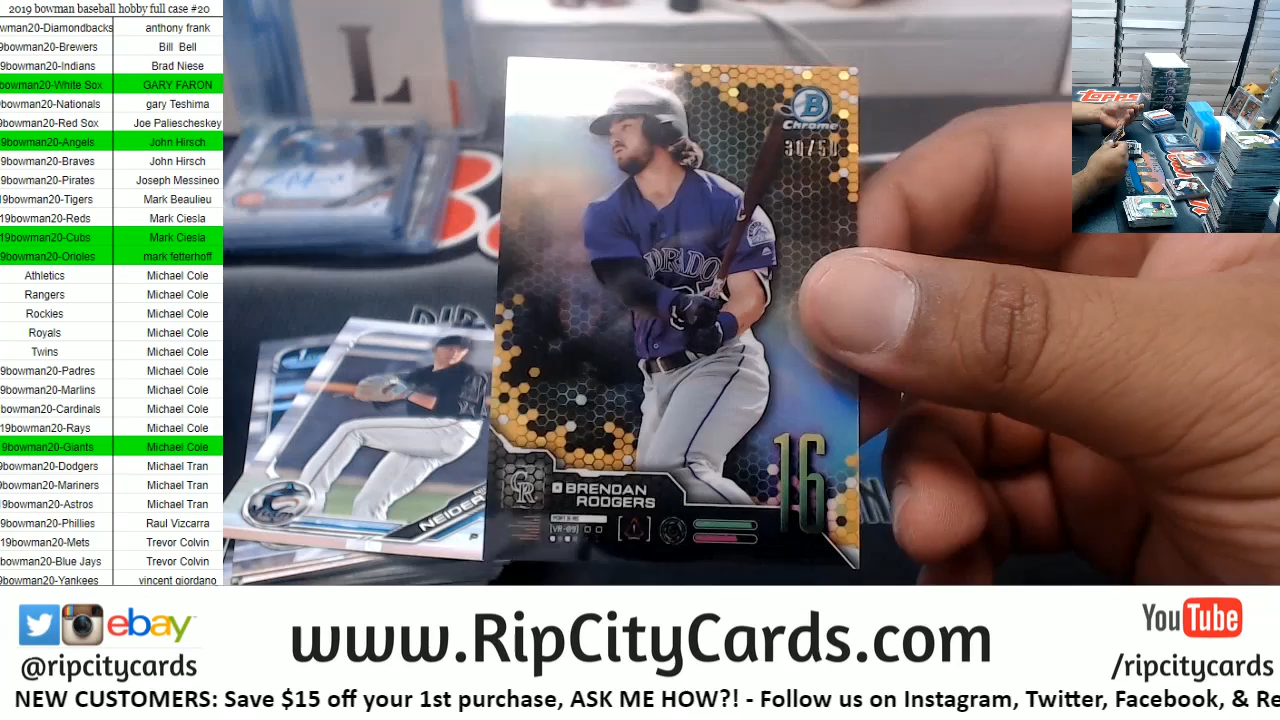 2019 bowman baseball hobby full case #20
wman20-Diamondbacks anthony frank
9bowman20-Brewers Bill Bell
9bowman20-Indians Brad Niese
bowman20-White Sox GARY FARON
bowman20-Nationals gary Teshima
bowman20-Red Sox Joe Paliescheskey
9bowman20-Angels John Hirsch
9bowman20-Braves John Hirsch
9bowman20-Pirates Joseph Messineo
19bowman20-Tigers Mark Beaulieu
19bowman20-Reds Mark Ciesla
19bowman20-Cubs Mark Ciesla
9bowman20-Orioles mark fetterhoff
Athletics Michael Cole
Rangers Michael Cole
Rockies Michael Cole
Royals Michael Cole
Twins Michael Cole
9bowman20-Padres Michael Cole
9bowman20-Marlins Michael Cole
bowman20-Cardinals Michael Cole
19bowman20-Rays Michael Cole
9bowman20-Giants Michael Cole
9bowman20-Dodgers Michael Tran
bowman20-Mariners Michael Tran
19bowman20-Astros Michael Tran
9bowman20-Phillies Raul Vizcarra
19bowman20-Mets Trevor Colvin
bowman20-Blue Jays Trevor Colvin
9bowman20-Yankees vincent giordano
L
B
Chrome
30/50
CR
BRENDAN
RODGERS
16
NEIDER
P
topps
ebay
@ripcitycards
www.RipCityCards.com
YouTube
/ripcitycards
NEW CUSTOMERS: Save $15 off your 1st purchase, ASK ME HOW?! - Follow us on Instagram, Twitter, Facebook, & Re